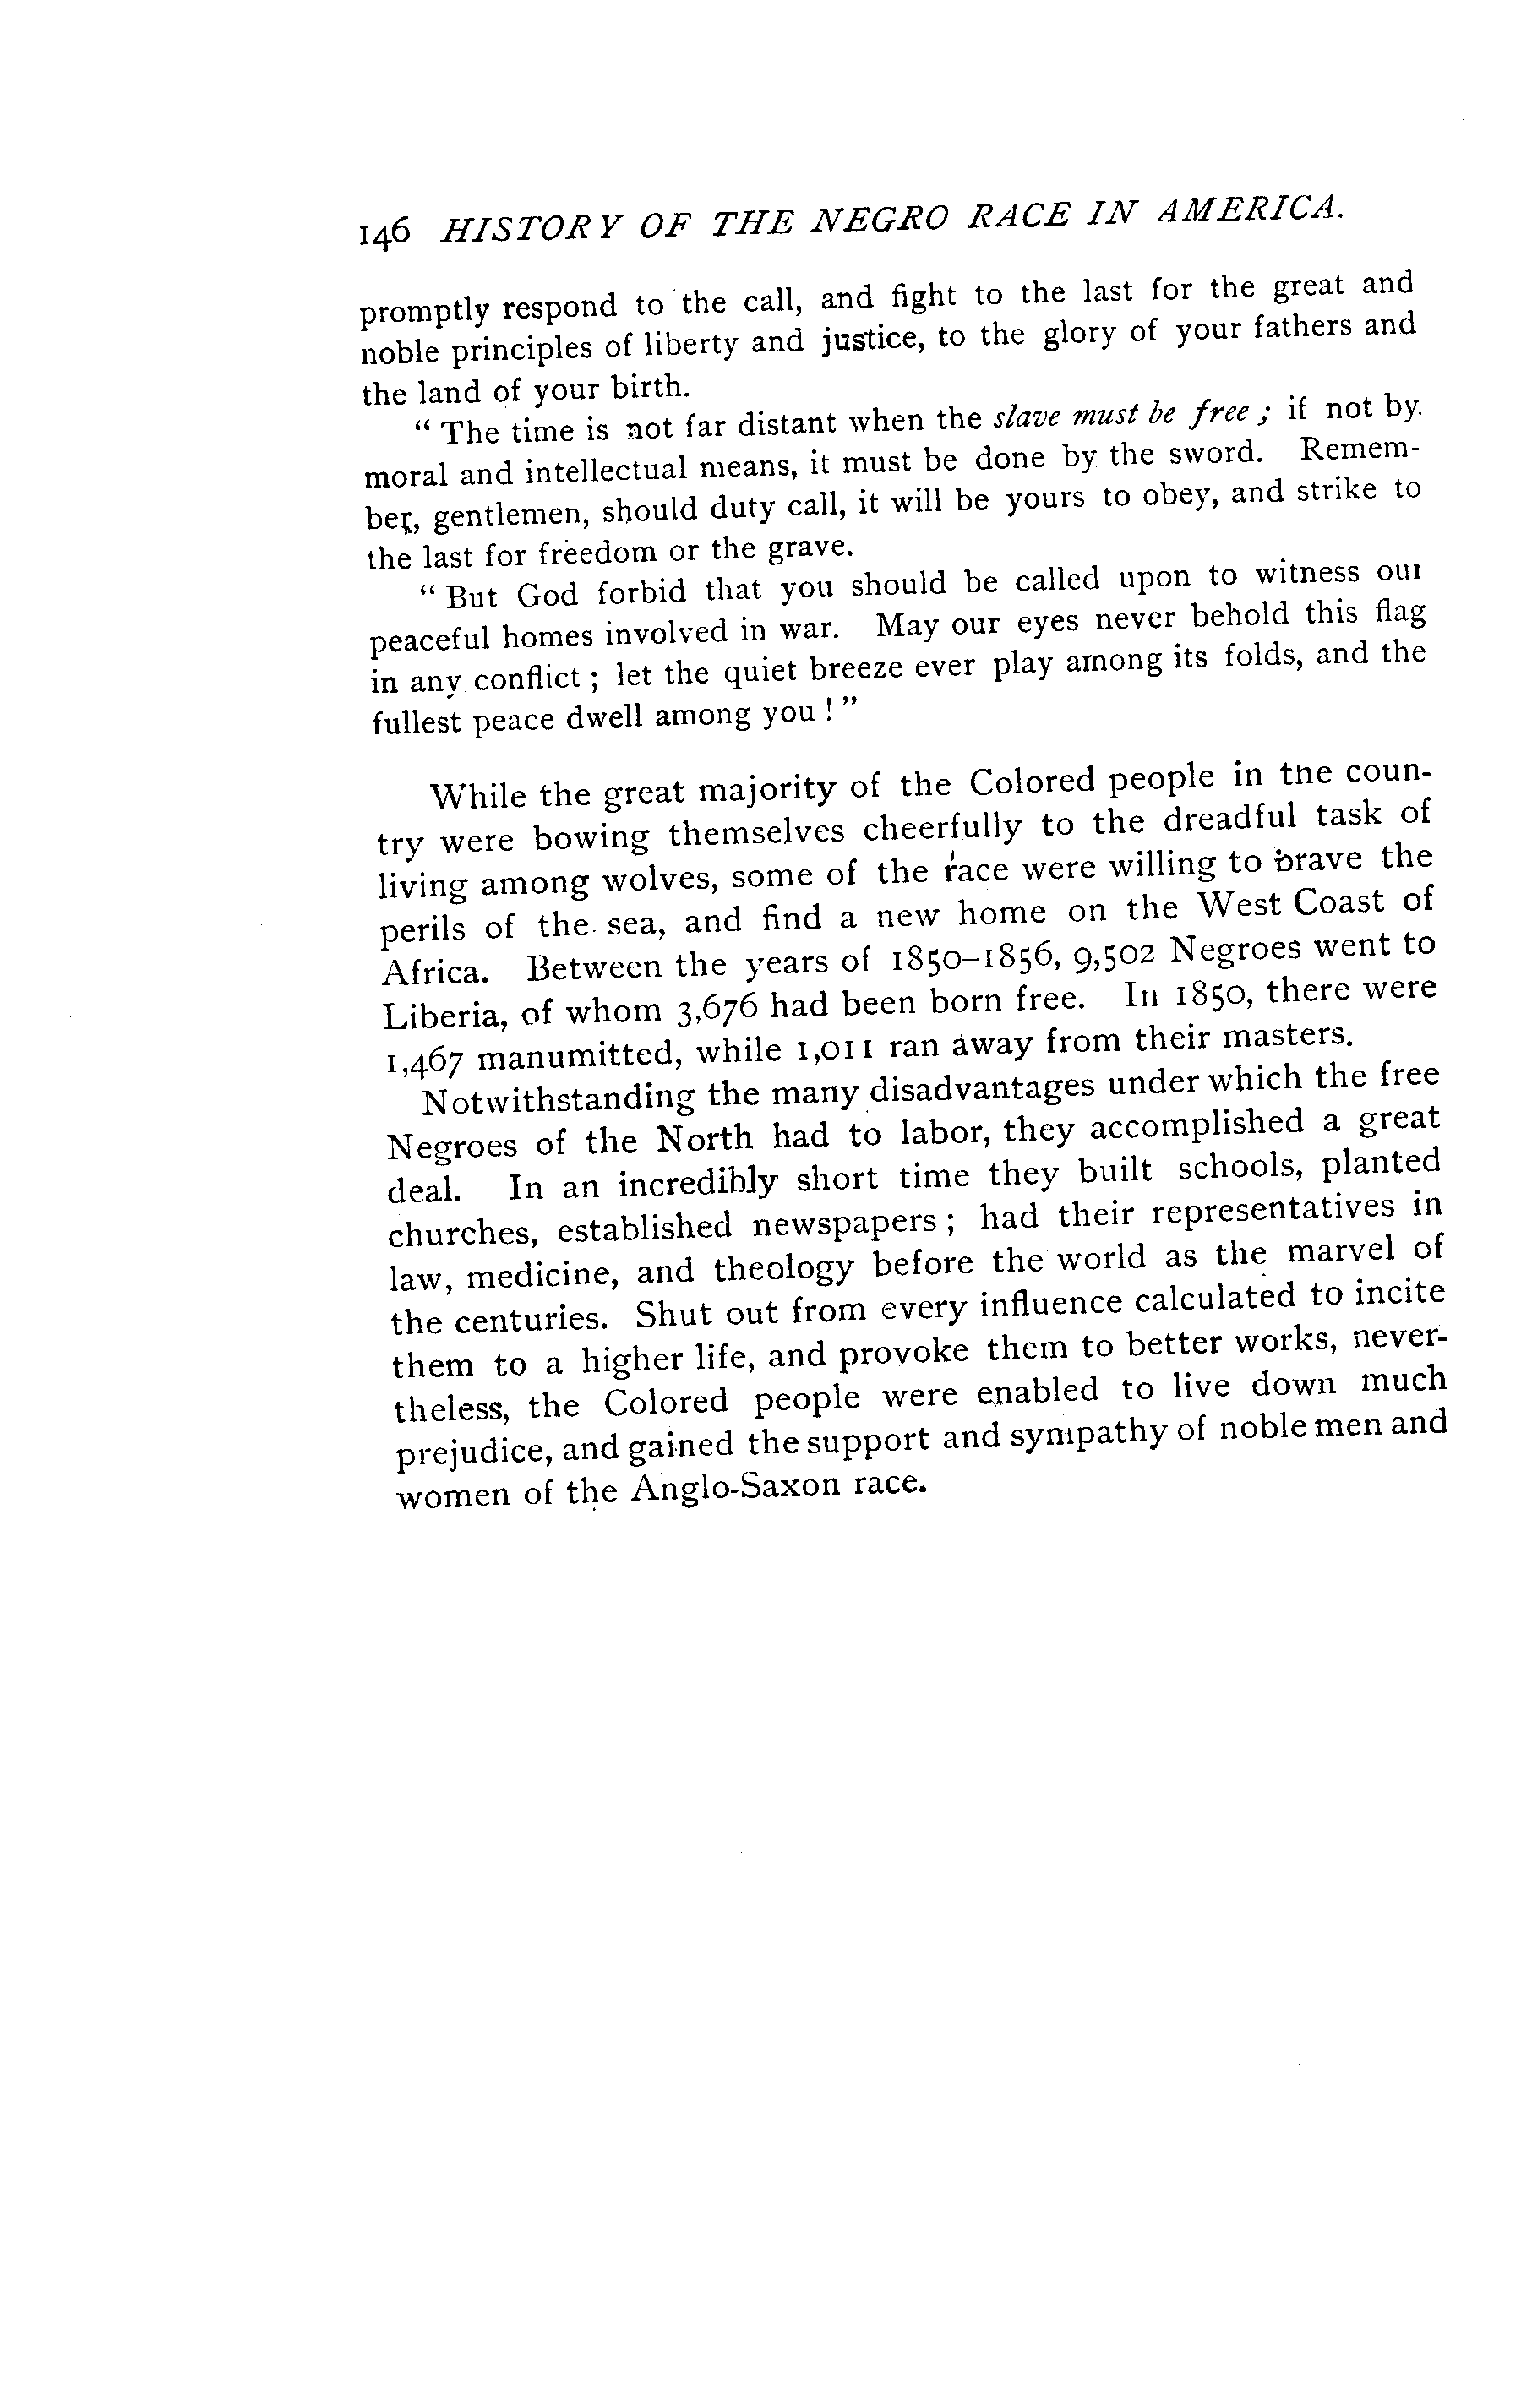 146 HISTORY OF THE NEGRO RACE IN AMERICA.
promptly respond to the call, and fight to the last for the great and
noble principles of liberty and justice, to the glory of your fathers and
the land of your birth.
“ The time is not far distant when the slave must be free ; if not by
moral and intellectual means, it must be done by the sword. Remem-
ber, gentlemen, should duty call, it will be yours to obey, and strike to
the last for freedom or the grave.
“ But God forbid that you should be called upon to witness our
peaceful homes involved in war. May our eyes never behold this flag
in any conflict ; let the quiet breeze ever play among its folds, and the
fullest peace dwell among you ! ”
While the great majority of the Colored people in the coun-
try were bowing themselves cheerfully to the dreadful task of
living among wolves, some of the race were willing to brave the
perils of the sea, and find a new home on the West Coast of
Africa. Between the years of 1850–1856, 9,502 Negroes went to
Liberia, of whom 3,676 had been born free. In 1850, there were
1,467 manumitted, while 1,011 ran away from their masters.
Notwithstanding the many disadvantages under which the free
Negroes of the North had to labor, they accomplished a great
deal. In an incredibly short time they built schools, planted
churches, established newspapers ; had their representatives in
law, medicine, and theology before the world as the marvel of
the centuries. Shut out from every influence calculated to incite
them to a higher life, and provoke them to better works, never-
theless, the Colored people were enabled to live down much
prejudice, and gained the support and sympathy of noble men and
women of the Anglo-Saxon race.